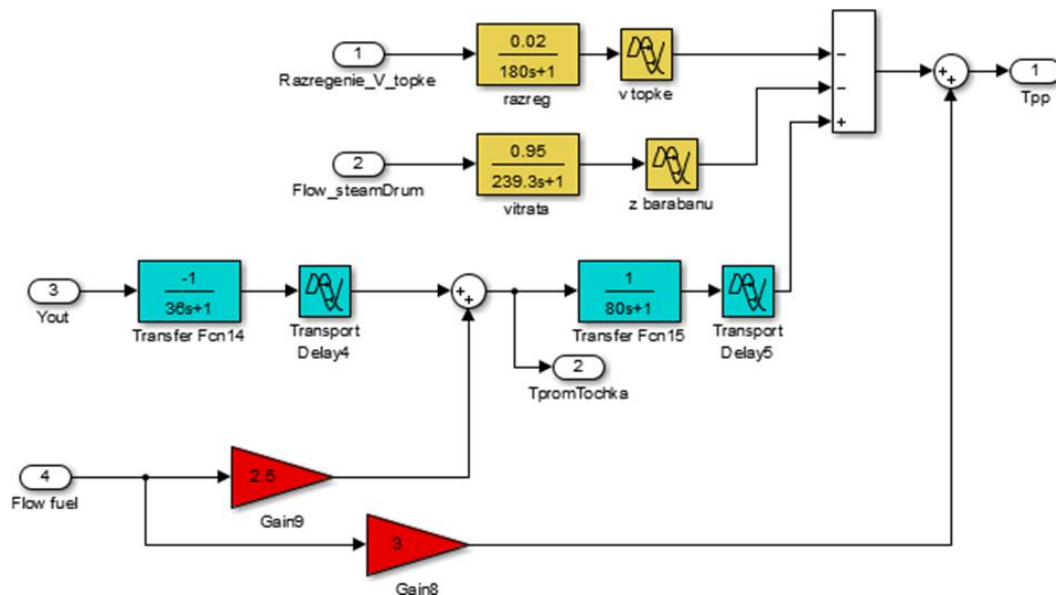 1
Razregenie_V_topke
0.02
180s+1
razreg
v topke
−
−
+
+
+
1
Tpp
2
Flow_steamDrum
0.95
239.3s+1
vitrata
z barabanu
3
Yout
-1
36s+1
Transfer Fcn14
Transport
Delay4
+
+
1
80s+1
Transfer Fcn15
Transport
Delay5
2
TpromTochka
4
Flow fuel
2.5
Gain9
3
Gain8